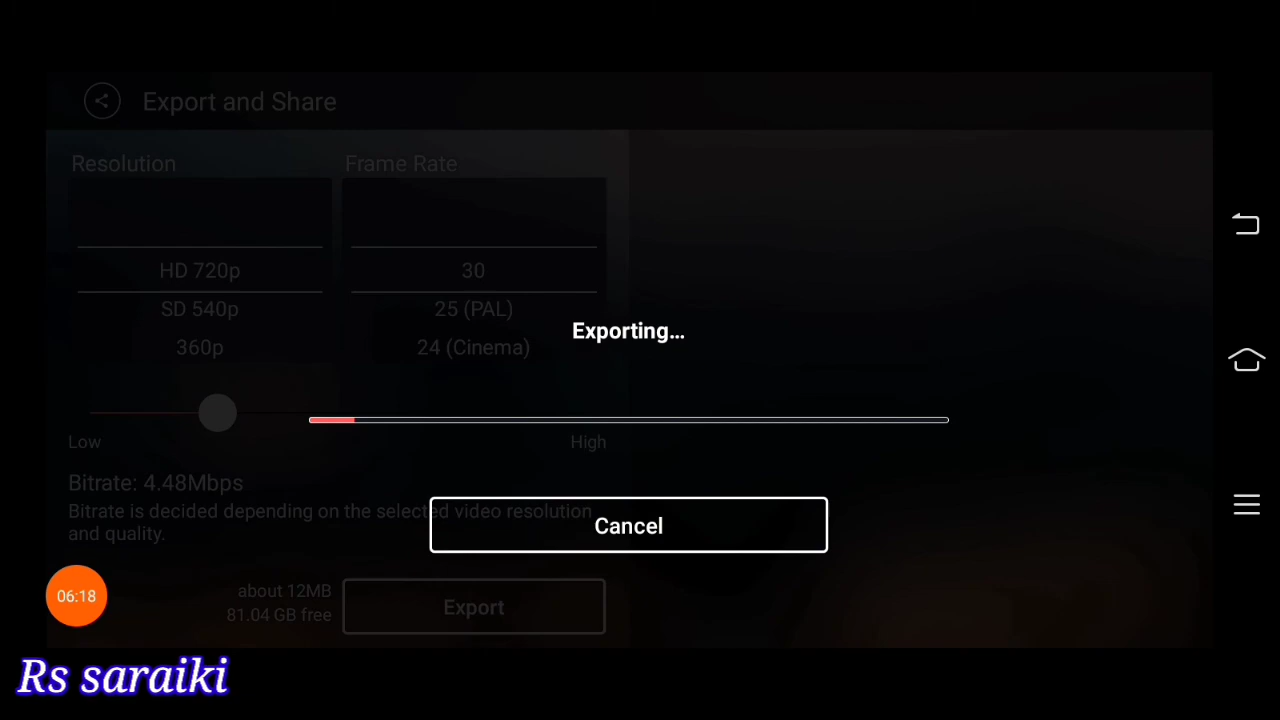 Export and Share
Resolution
Frame Rate
HD 720p
30
SD 540p
25 (PAL)
360p
24 (Cinema)
Exporting...
Low
High
Bitrate: 4.48Mbps
Bitrate is decided depending on the selected video resolution
and quality.
Cancel
06:18
about 12MB
81.04 GB free
Export
Rs saraiki